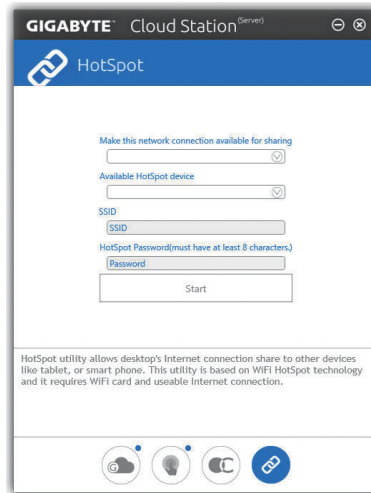 GIGABYTE™ Cloud Station(Server)
HotSpot
Make this network connection available for sharing
Available HotSpot device
SSID
SSID
HotSpot Password(must have at least 8 characters.)
Password
Start
HotSpot utility allows desktop's Internet connection share to other devices
like tablet, or smart phone. This utility is based on WiFi HotSpot technology
and it requires WiFi card and useable Internet connection.
G